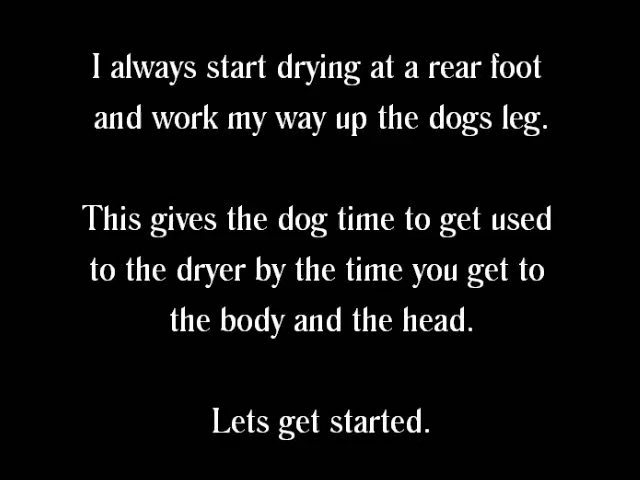 I always start drying at a rear foot
and work my way up the dogs leg.
This gives the dog time to get used
to the dryer by the time you get to
the body and the head.
Lets get started.